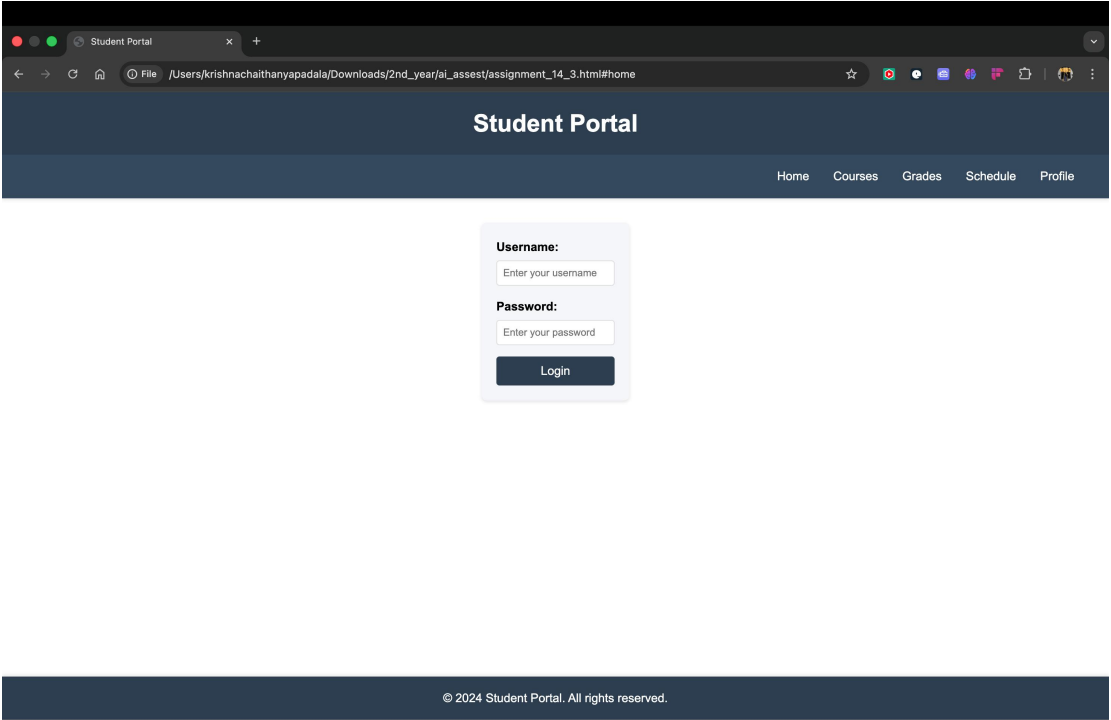 Student Portal
File /Users/krishnachaithanyapadala/Downloads/2nd_year/ai_assest/assignment_14_3.html#home
Student Portal
Home Courses Grades Schedule Profile
Username:
Enter your username
Password:
Enter your password
Login
© 2024 Student Portal. All rights reserved.